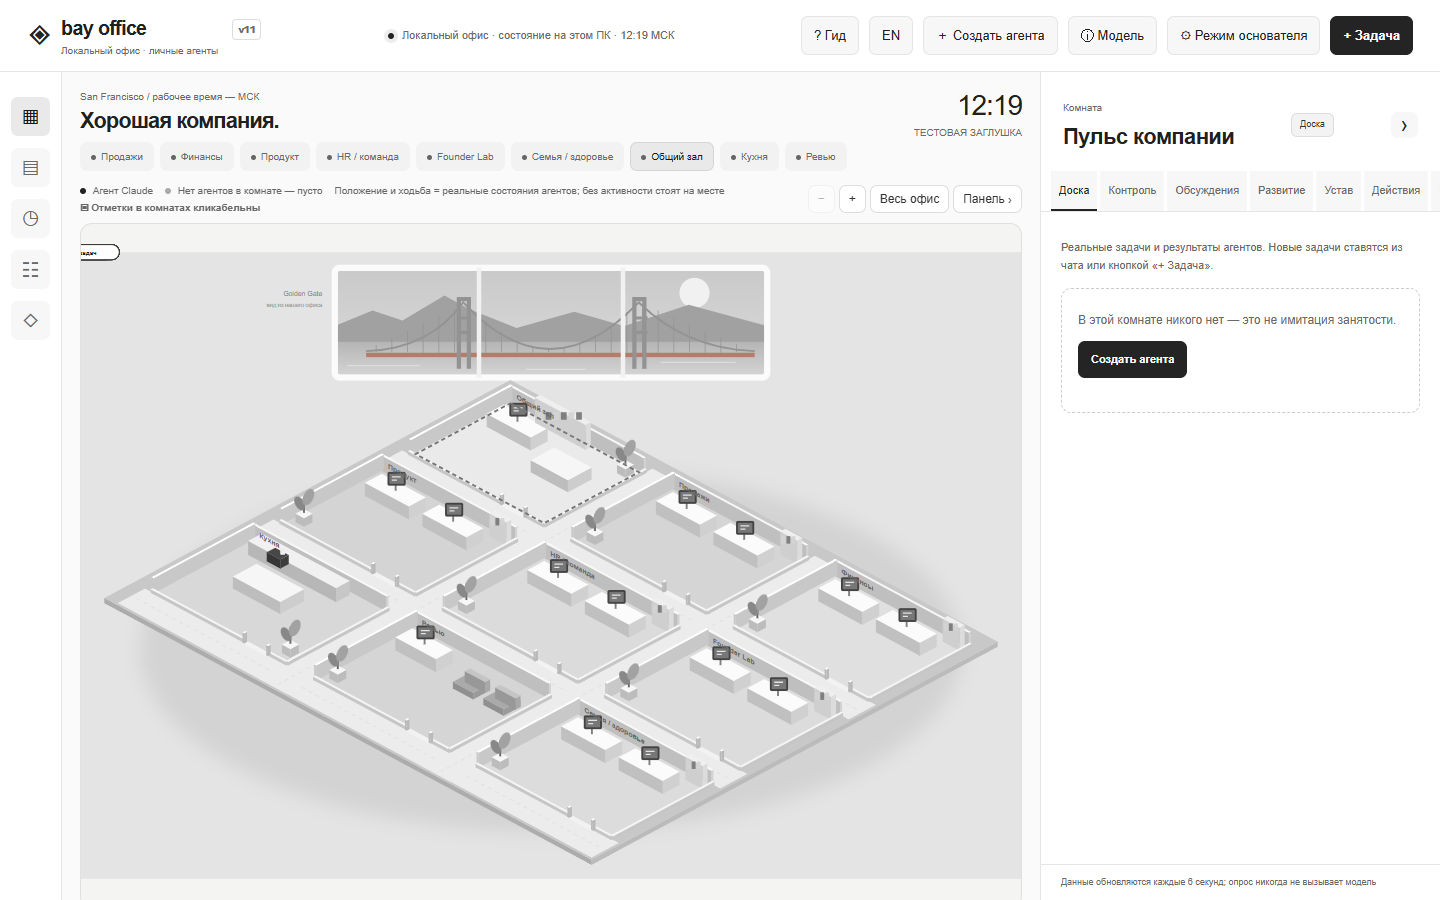 bay office
v11
Локальный офис · личные агенты
Локальный офис · состояние на этом ПК · 12:19 МСК
? Гид
EN
+ Создать агента
Модель
Режим основателя
+ Задача
San Francisco / рабочее время — МСК
Хорошая компания.
12:19
ТЕСТОВАЯ ЗАГЛУШКА
Продажи
Финансы
Продукт
HR / команда
Founder Lab
Семья / здоровье
Общий зал
Кухня
Ревью
Агент Claude
Нет агентов в комнате — пусто
Положение и ходьба = реальные состояния агентов; без активности стоят на месте
Отметки в комнатах кликабельны
−
+
Весь офис
Панель ›
Golden Gate
вид из нашего офиса
Кухня
Комната
Пульс компании
Доска
›
Доска
Контроль
Обсуждения
Развитие
Устав
Действия
Реальные задачи и результаты агентов. Новые задачи ставятся из
чата или кнопкой «+ Задача».
В этой комнате никого нет — это не имитация занятости.
Создать агента
Данные обновляются каждые 6 секунд; опрос никогда не вызывает модель